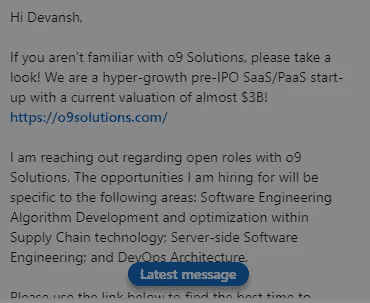 Hi Devansh,
If you aren't familiar with o9 Solutions, please take a
look! We are a hyper-growth pre-IPO SaaS/PaaS start-
up with a current valuation of almost $3B!
https://o9solutions.com/
I am reaching out regarding open roles with o9
Solutions. The opportunities I am hiring for will be
specific to the following areas: Software Engineering
Algorithm Development and optimization within
Supply Chain technology; Server-side Software
Engineering; and DevOps Architecture.
Latest message
Please use the link below to find the best time to